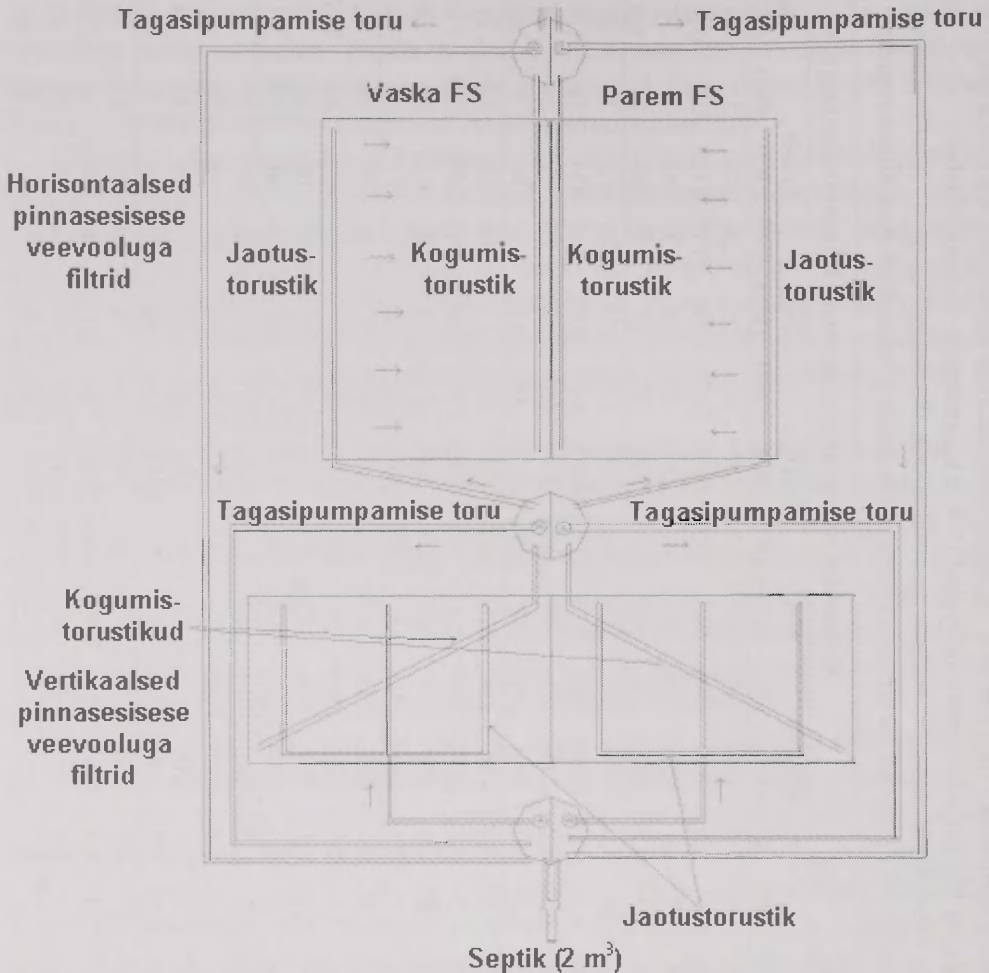 Tagasipumpamise toru
Tagasipumpamise toru
Vaska FS
Parem FS
Horisontaalsed
pinnasesisese
veevooluga
filtrid
Jaotus-
torustik
Kogumis-
torustik
Kogumis-
torustik
Jaotus-
torustik
Tagasipumpamise toru
Tagasipumpamise toru
Kogumis-
torustikud
Vertikaalsed
pinnasesisese
veevooluga
filtrid
Jaotustorustik
Septik (2 m³)